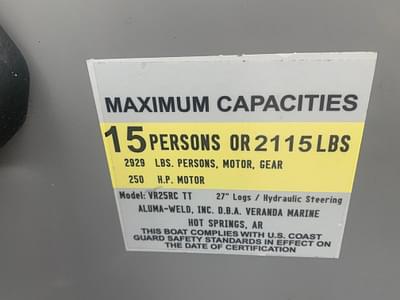 MAXIMUM CAPACITIES
15 PERSONS OR 2115 LBS
2929 LBS. PERSONS, MOTOR, GEAR
250 H.P. MOTOR
Model: VR25RC TT 27" Logs / Hydraulic Steering
ALUMA-WELD, INC. D.B.A. VERANDA MARINE
HOT SPRINGS, AR
THIS BOAT COMPLIES WITH U.S. COAST
GUARD SAFETY STANDARDS IN EFFECT ON
THE DATE OF CERTIFICATION